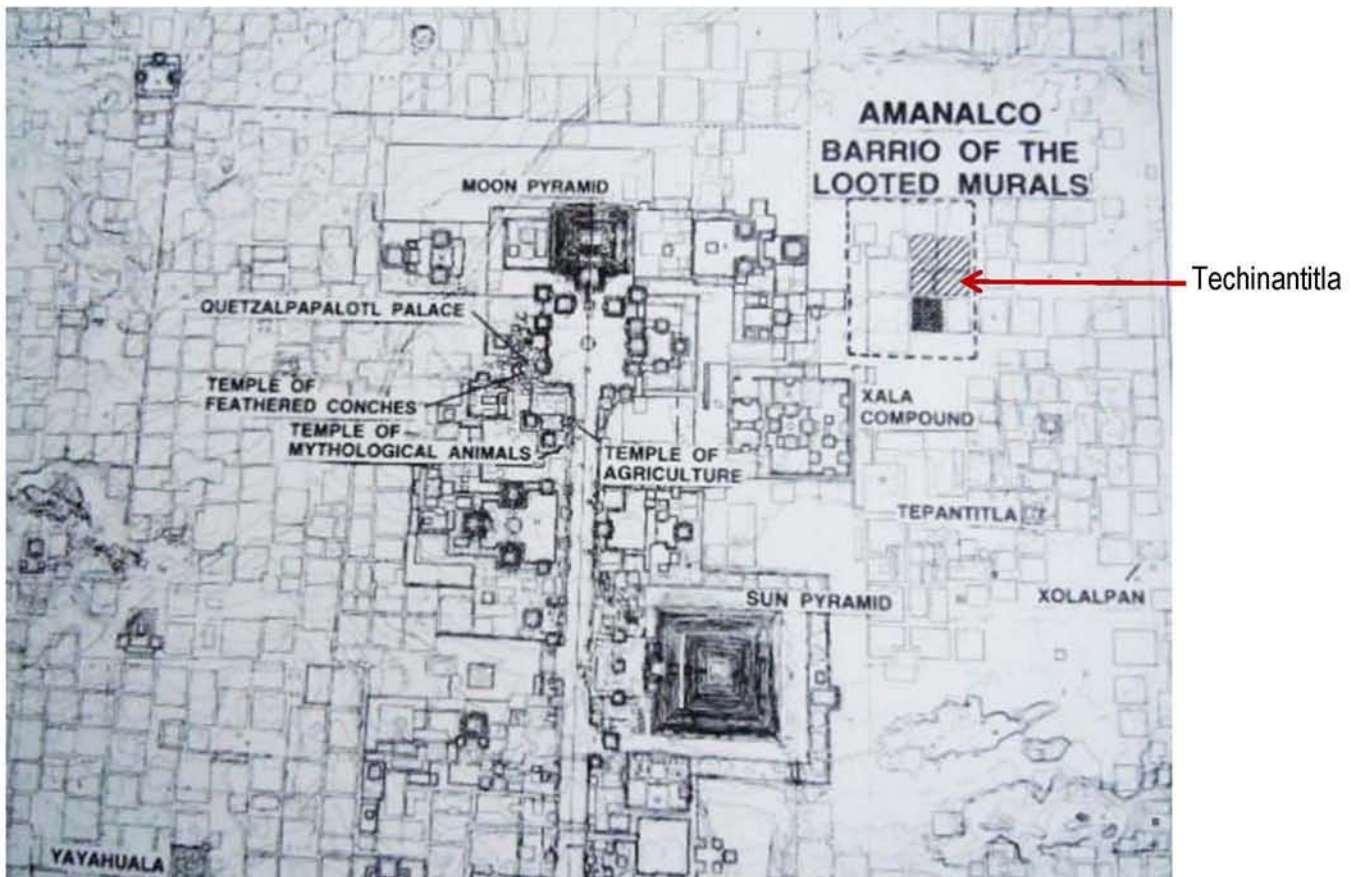 AMANALCO
BARRIO OF THE
LOOTED MURALS
MOON PYRAMID
Techinantitla
QUETZALPAPALOTL PALACE
TEMPLE OF
FEATHERED CONCHES
TEMPLE OF
MYTHOLOGICAL ANIMALS
TEMPLE OF
AGRICULTURE
XALA
COMPOUND
TEPANTITLA
SUN PYRAMID
XOLALPAN
YAYAHUALA